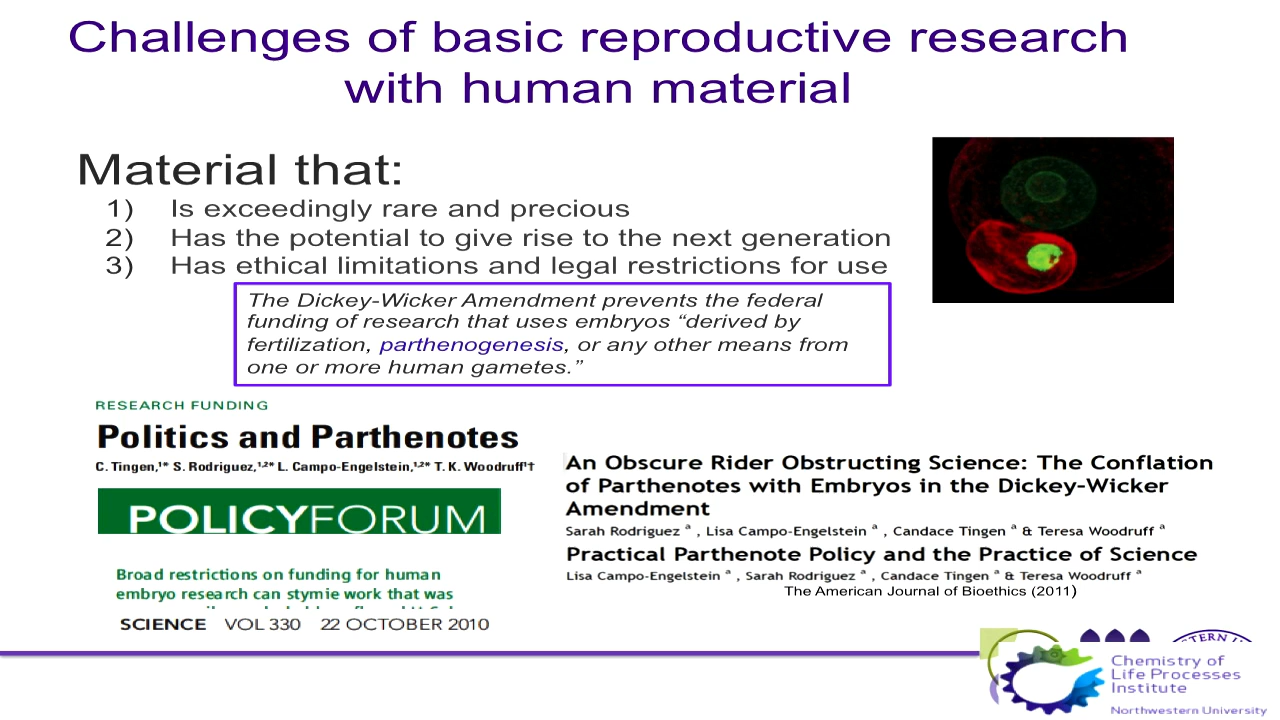 Challenges of basic reproductive research
with human material
Material that:
1) Is exceedingly rare and precious
2) Has the potential to give rise to the next generation
3) Has ethical limitations and legal restrictions for use
The Dickey-Wicker Amendment prevents the federal
funding of research that uses embryos “derived by
fertilization, parthenogenesis, or any other means from
one or more human gametes.”
RESEARCH FUNDING
Politics and Parthenotes
C. Tingen,¹* S. Rodriguez,¹,²* L. Campo-Engelstein,¹,²* T. K. Woodruff¹†
POLICYFORUM
Broad restrictions on funding for human
embryo research can stymie work that was
SCIENCE VOL 330 22 OCTOBER 2010
An Obscure Rider Obstructing Science: The Conflation
of Parthenotes with Embryos in the Dickey-Wicker
Amendment
Sarah Rodriguez ᵃ , Lisa Campo-Engelstein ᵃ , Candace Tingen ᵃ & Teresa Woodruff ᵃ
Practical Parthenote Policy and the Practice of Science
Lisa Campo-Engelstein ᵃ , Sarah Rodriguez ᵃ , Candace Tingen ᵃ & Teresa Woodruff ᵃ
The American Journal of Bioethics (2011)
Chemistry of
Life Processes
Institute
Northwestern University